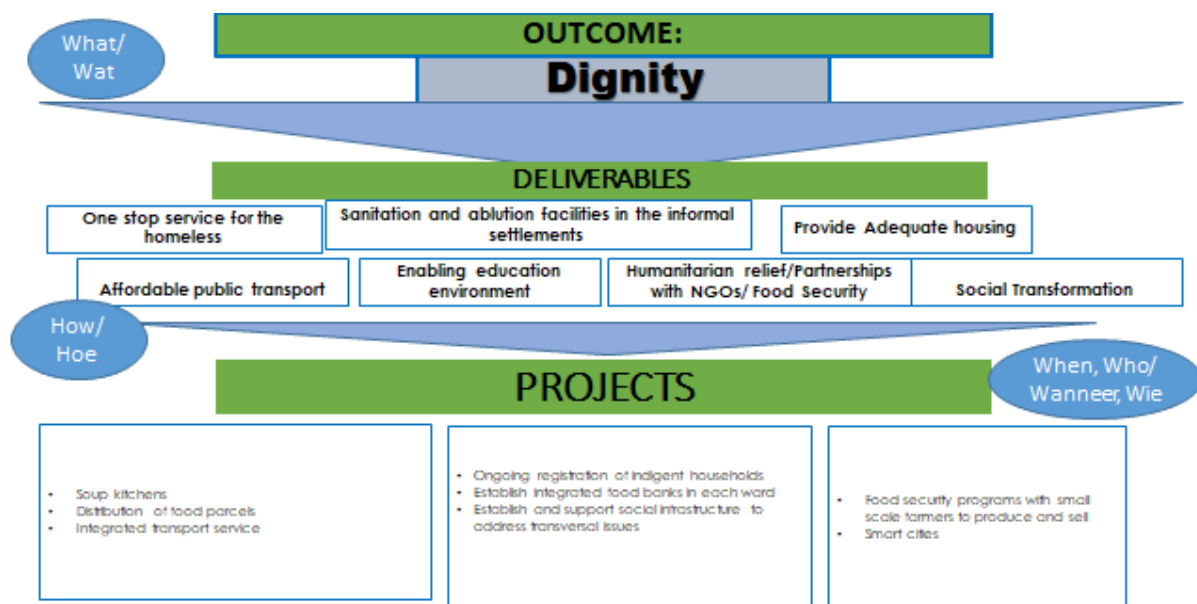 What/
Wat
OUTCOME:
Dignity
DELIVERABLES
One stop service for the
homeless
Sanitation and ablution facilities in the informal
settlements
Provide Adequate housing
Affordable public transport
Enabling education
environment
Humanitarian relief/Partnerships
with NGOs/ Food Security
Social Transformation
How/
Hoe
PROJECTS
When, Who/
Wanneer, Wie
• Soup kitchens
• Distribution of food parcels
• Integrated transport service
• Ongoing registration of indigent households
• Establish integrated food banks in each ward
• Establish and support social infrastructure to
address transversal issues
• Food security programs with small
scale farmers to produce and sell
• Smart cities